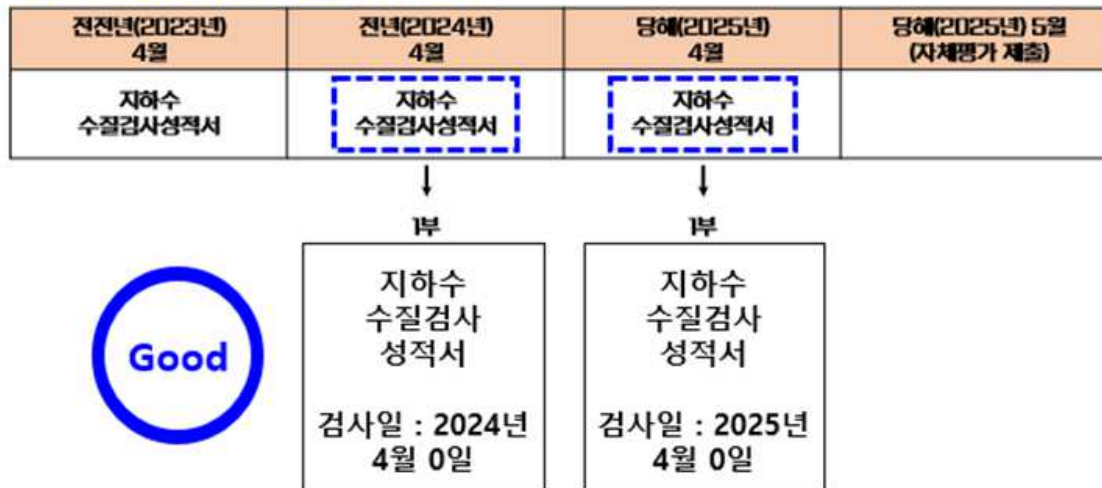 전전년(2023년)
4월
전년(2024년)
4월
당해(2025년)
4월
당해(2025년) 5월
(자체평가 제출)
지하수
수질검사성적서
지하수
수질검사성적서
지하수
수질검사성적서
1부
1부
Good
지하수
수질검사
성적서
검사일 : 2024년
4월 0일
지하수
수질검사
성적서
검사일 : 2025년
4월 0일